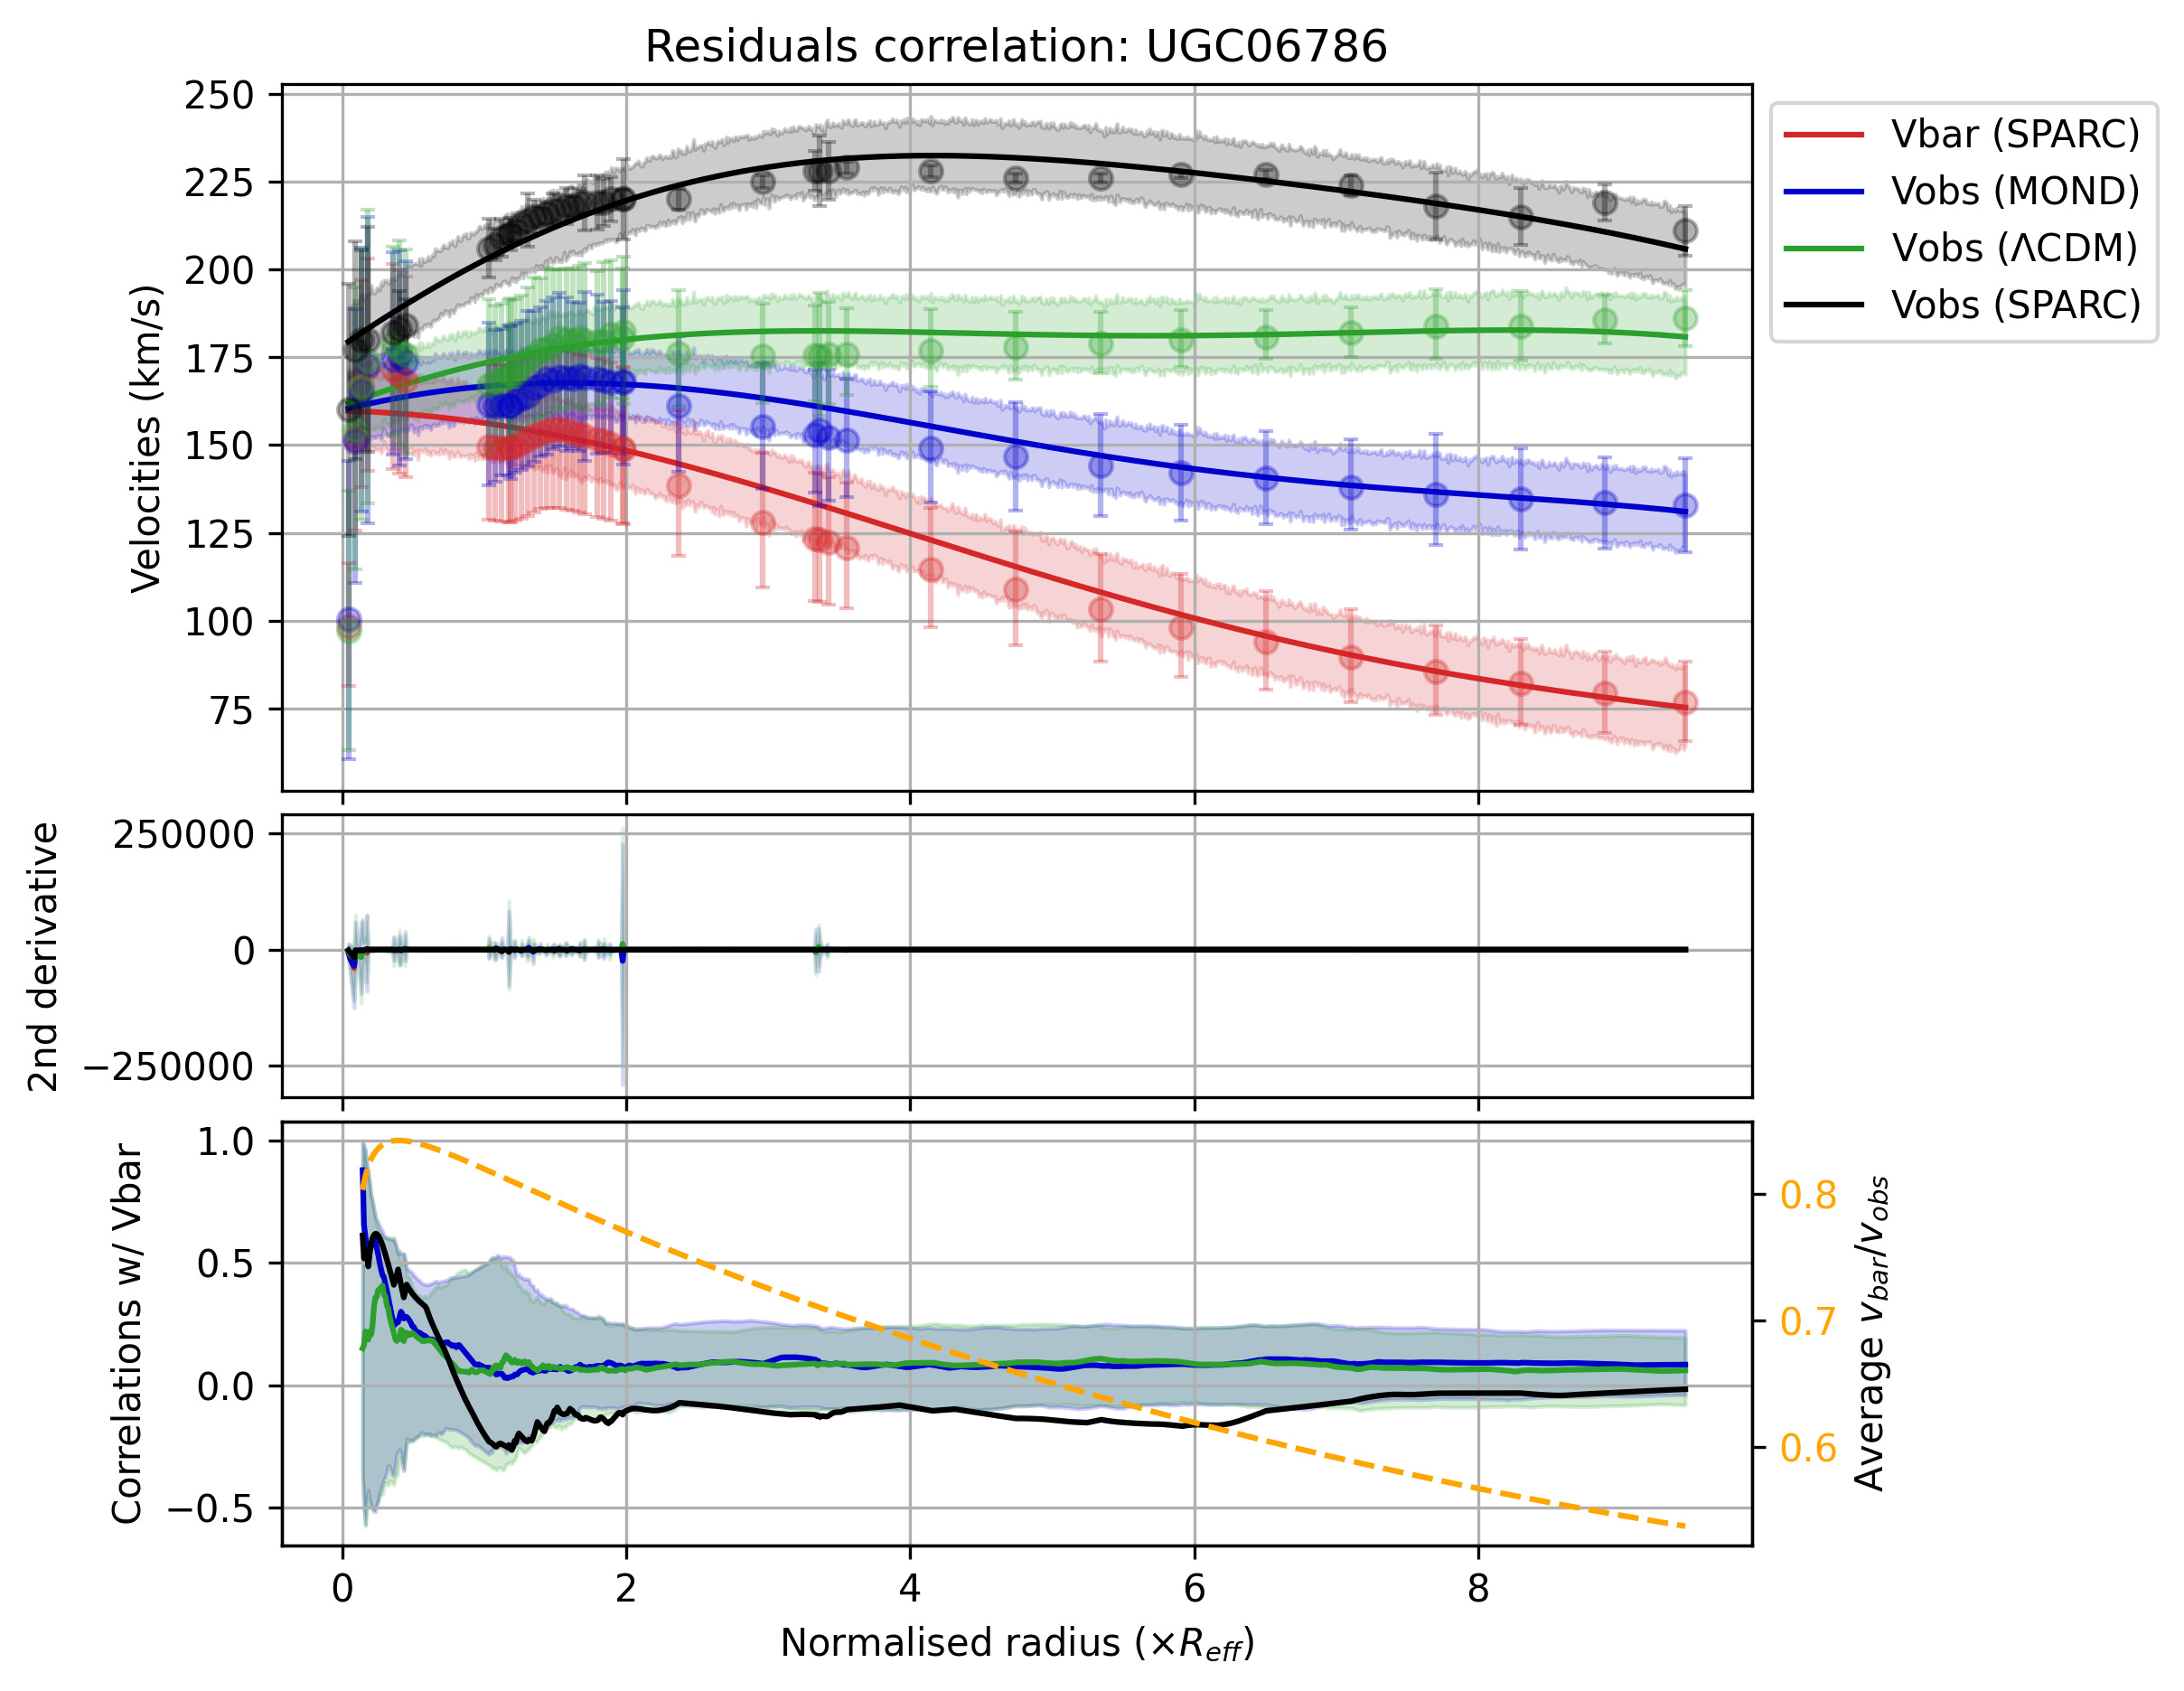 Residuals correlation: UGC06786
250
225
200
175
150
125
100
75
Velocities (km/s)
Vbar (SPARC)
Vobs (MOND)
Vobs (ΛCDM)
Vobs (SPARC)
250000
0
−250000
2nd derivative
1.0
0.5
0.0
−0.5
Correlations w/ Vbar
0.8
0.7
0.6
Average v_bar/v_obs
0 2 4 6 8
Normalised radius (×R_eff)